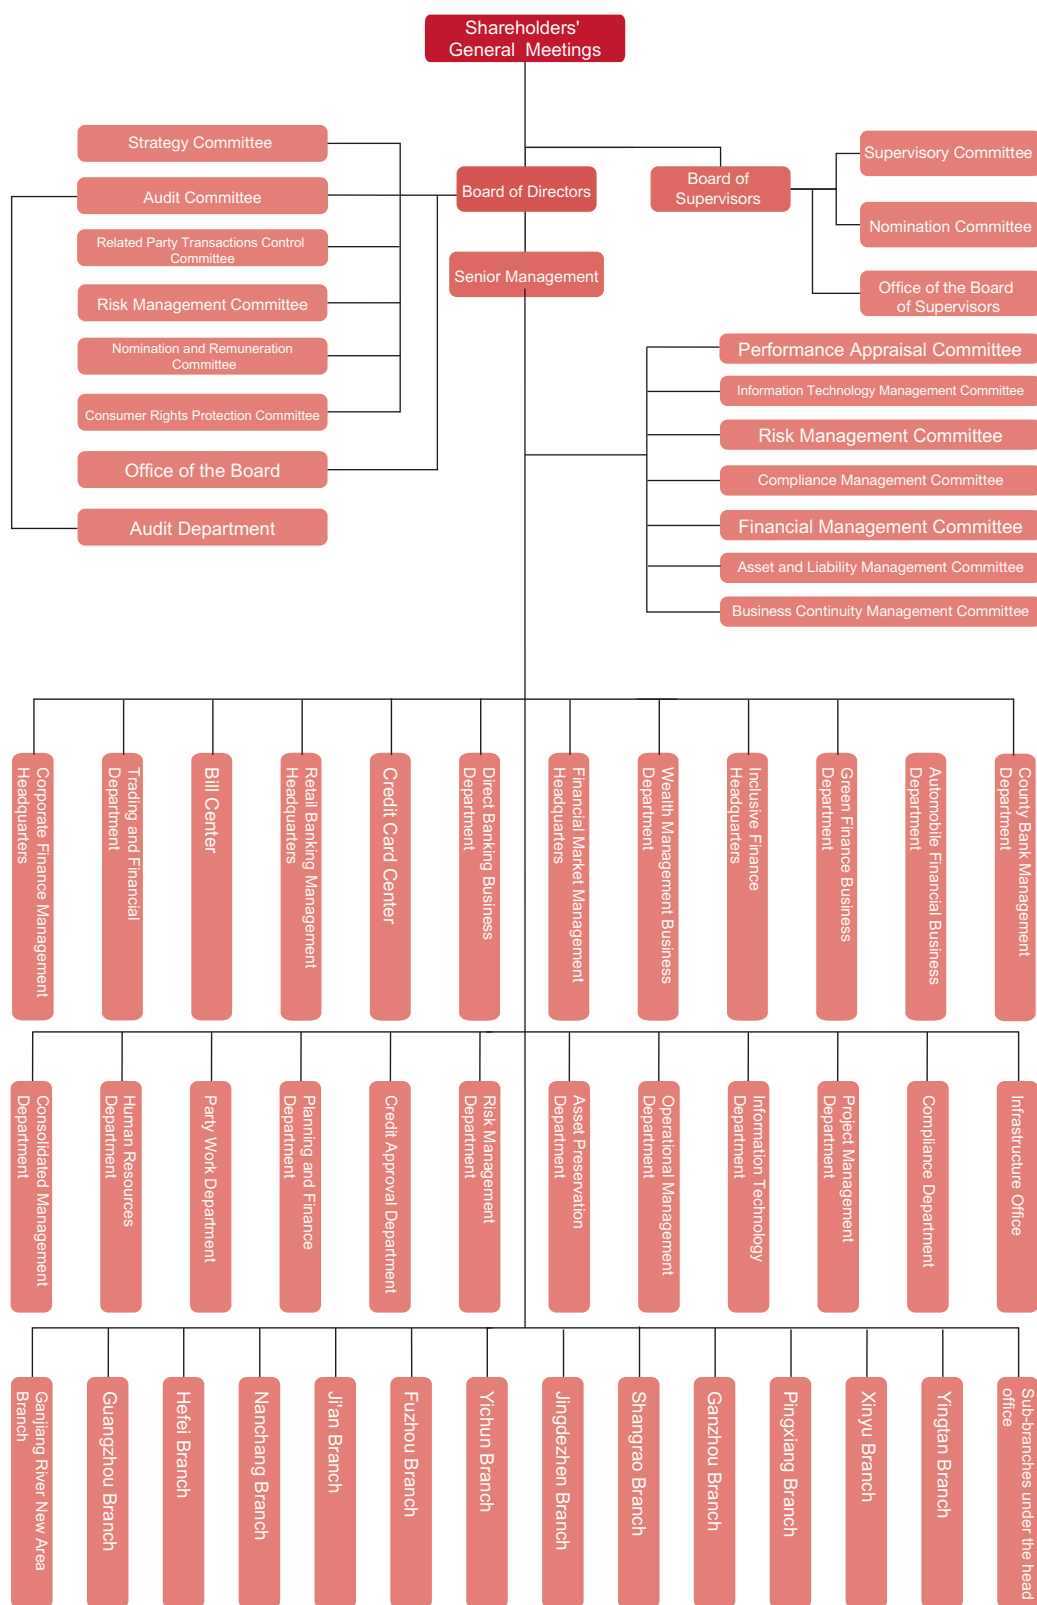 Shareholders'
General Meetings
Strategy Committee
Audit Committee
Related Party Transactions Control
Committee
Risk Management Committee
Nomination and Remuneration
Committee
Consumer Rights Protection Committee
Office of the Board
Audit Department
Board of Directors
Senior Management
Board of
Supervisors
Supervisory Committee
Nomination Committee
Office of the Board
of Supervisors
Performance Appraisal Committee
Information Technology Management Committee
Risk Management Committee
Compliance Management Committee
Financial Management Committee
Asset and Liability Management Committee
Business Continuity Management Committee
Corporate Finance Management
Headquarters
Trading and Financial
Department
Bill Center
Retail Banking Management
Headquarters
Credit Card Center
Direct Banking Business
Department
Financial Market Management
Headquarters
Wealth Management Business
Department
Inclusive Finance
Headquarters
Green Finance Business
Department
Automobile Financial Business
Department
County Bank Management
Department
Consolidated Management
Department
Human Resources
Department
Party Work Department
Planning and Finance
Department
Credit Approval Department
Risk Management
Department
Asset Preservation
Department
Operational Management
Department
Information Technology
Department
Project Management
Department
Compliance Department
Infrastructure Office
Ganjiang River New Area
Branch
Guangzhou Branch
Hefei Branch
Nanchang Branch
Ji'an Branch
Fuzhou Branch
Yichun Branch
Jingdezhen Branch
Shangrao Branch
Ganzhou Branch
Pingxiang Branch
Xinyu Branch
Yingtan Branch
Sub-branches under the head
office